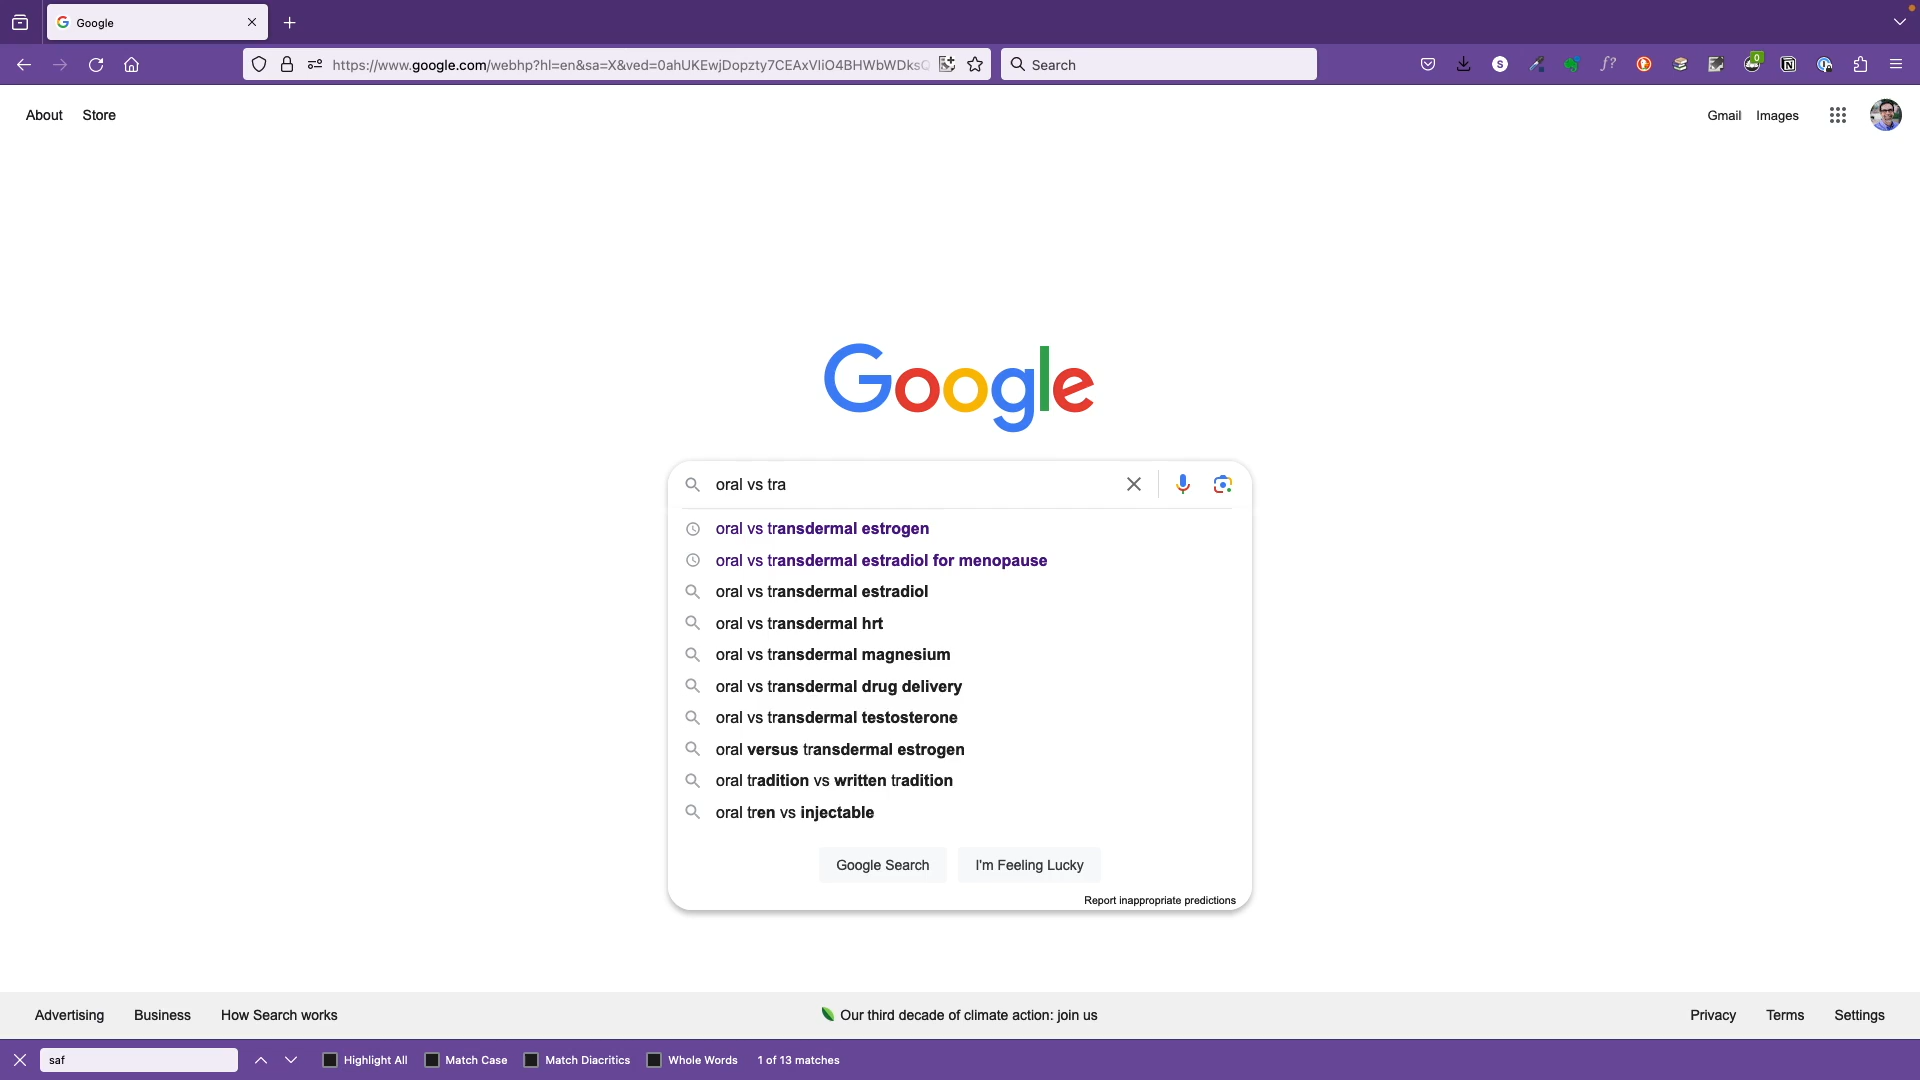 Google
https://www.google.com/webhp?hl=en&sa=X&ved=0ahUKEwjDopzty7CEAxVIiO4BHWbWDksQ
Search
S
f?
0
About
Store
Gmail
Images
Google
oral vs tra
oral vs transdermal estrogen
oral vs transdermal estradiol for menopause
oral vs transdermal estradiol
oral vs transdermal hrt
oral vs transdermal magnesium
oral vs transdermal drug delivery
oral vs transdermal testosterone
oral versus transdermal estrogen
oral tradition vs written tradition
oral tren vs injectable
Google Search
I'm Feeling Lucky
Report inappropriate predictions
Advertising
Business
How Search works
Our third decade of climate action: join us
Privacy
Terms
Settings
saf
Highlight All
Match Case
Match Diacritics
Whole Words
1 of 13 matches